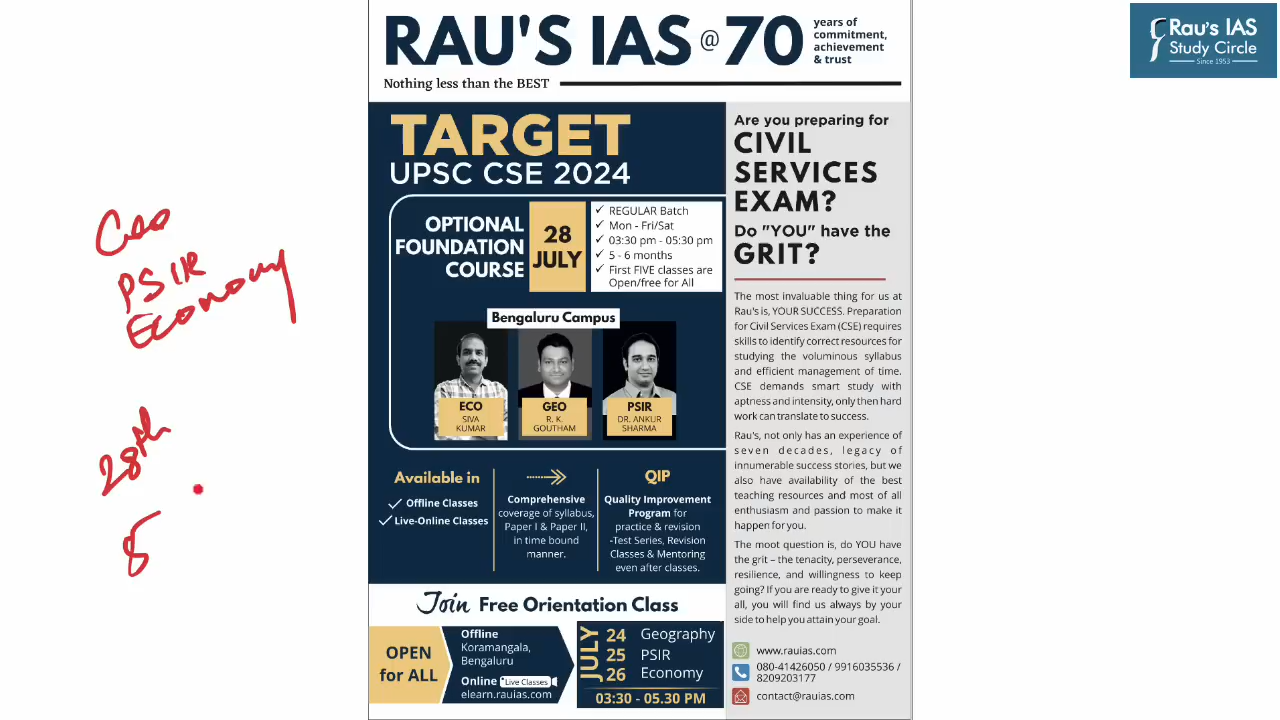 RAU'S IAS @ 70
years of
commitment,
achievement
& trust
Nothing less than the BEST
Rau's IAS
Study Circle
Since 1953
TARGET
UPSC CSE 2024
OPTIONAL
FOUNDATION
COURSE
28
JULY
✓ REGULAR Batch
✓ Mon - Fri/Sat
✓ 03:30 pm - 05:30 pm
✓ 5 - 6 months
✓ First FIVE classes are
Open/free for All
Bengaluru Campus
ECO
SIVA
KUMAR
GEO
R. K.
GOUTHAM
PSIR
DR. ANKUR
SHARMA
Available in
✓ Offline Classes
✓ Live-Online Classes
Comprehensive
coverage of syllabus,
Paper I & Paper II,
in time bound
manner.
QIP
Quality Improvement
Program for
practice & revision
-Test Series, Revision
Classes & Mentoring
even after classes.
Join Free Orientation Class
OPEN
for ALL
Offline
Koramangala,
Bengaluru
Online Live Classes
elearn.rauias.com
JULY
24 Geography
25 PSIR
26 Economy
03:30 - 05.30 PM
Are you preparing for
CIVIL
SERVICES
EXAM?
Do "YOU" have the
GRIT?
The most invaluable thing for us at
Rau's is, YOUR SUCCESS. Preparation
for Civil Services Exam (CSE) requires
skills to identify correct resources for
studying the voluminous syllabus
and efficient management of time.
CSE demands smart study with
aptness and intensity, only then hard
work can translate to success.
Rau's, not only has an experience of
seven decades, legacy of
innumerable success stories, but we
also have availability of the best
teaching resources and most of all
enthusiasm and passion to make it
happen for you.
The moot question is, do YOU have
the grit – the tenacity, perseverance,
resilience, and willingness to keep
going? If you are ready to give it your
all, you will find us always by your
side to help you attain your goal.
www.rauias.com
080-41426050 / 9916035536 /
8209203177
contact@rauias.com
PSIR
Economy
28th
8